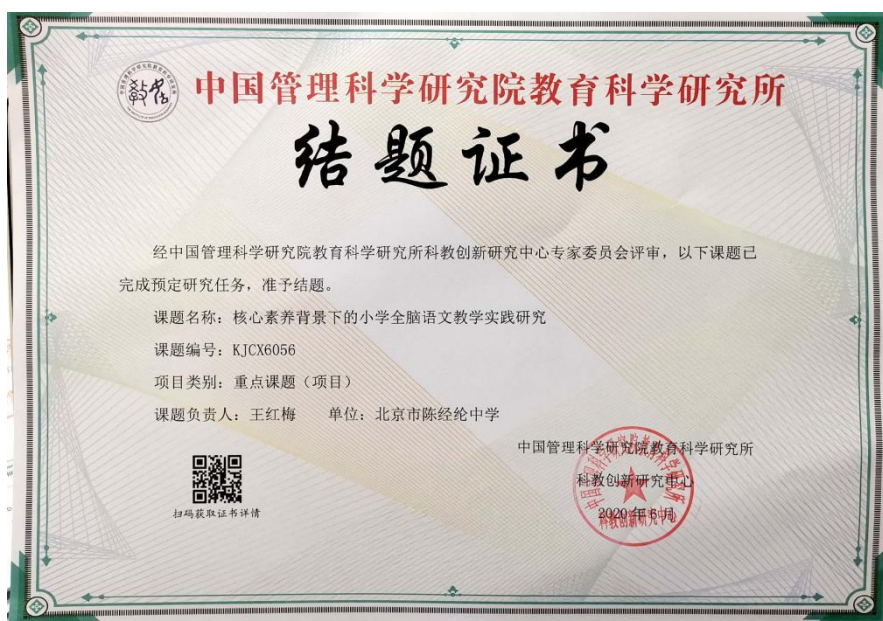 中国管理科学研究院教育科学研究所
结题证书
经中国管理科学研究院教育科学研究所科教创新研究中心专家委员会评审，以下课题已
完成预定研究任务，准予结题。
课题名称：核心素养背景下的小学全脑语文教学实践研究
课题编号：KJCX6056
项目类别：重点课题（项目）
课题负责人：王红梅 单位：北京市陈经纶中学
中国管理科学研究院教育科学研究所
科教创新研究中心
2020年6月
科教创新研究中心
扫码获取证书详情